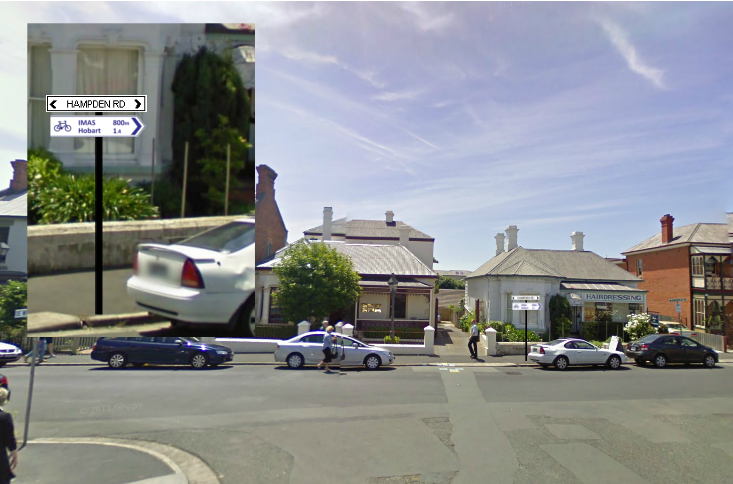 HAMPDEN RD
IMAS 800m
Hobart 1.4
HAIRDRESSING